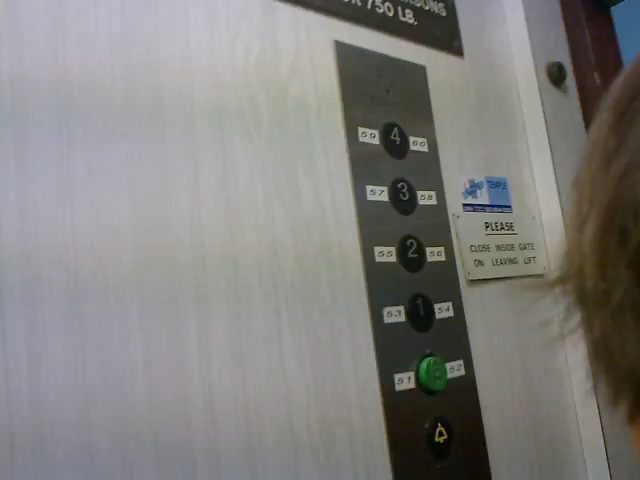 750 LB.
59 4 60
57 3 58
55 2 56
53 1 54
51 52
TEMPLE
PLEASE
CLOSE INSIDE GATE
ON LEAVING LIFT